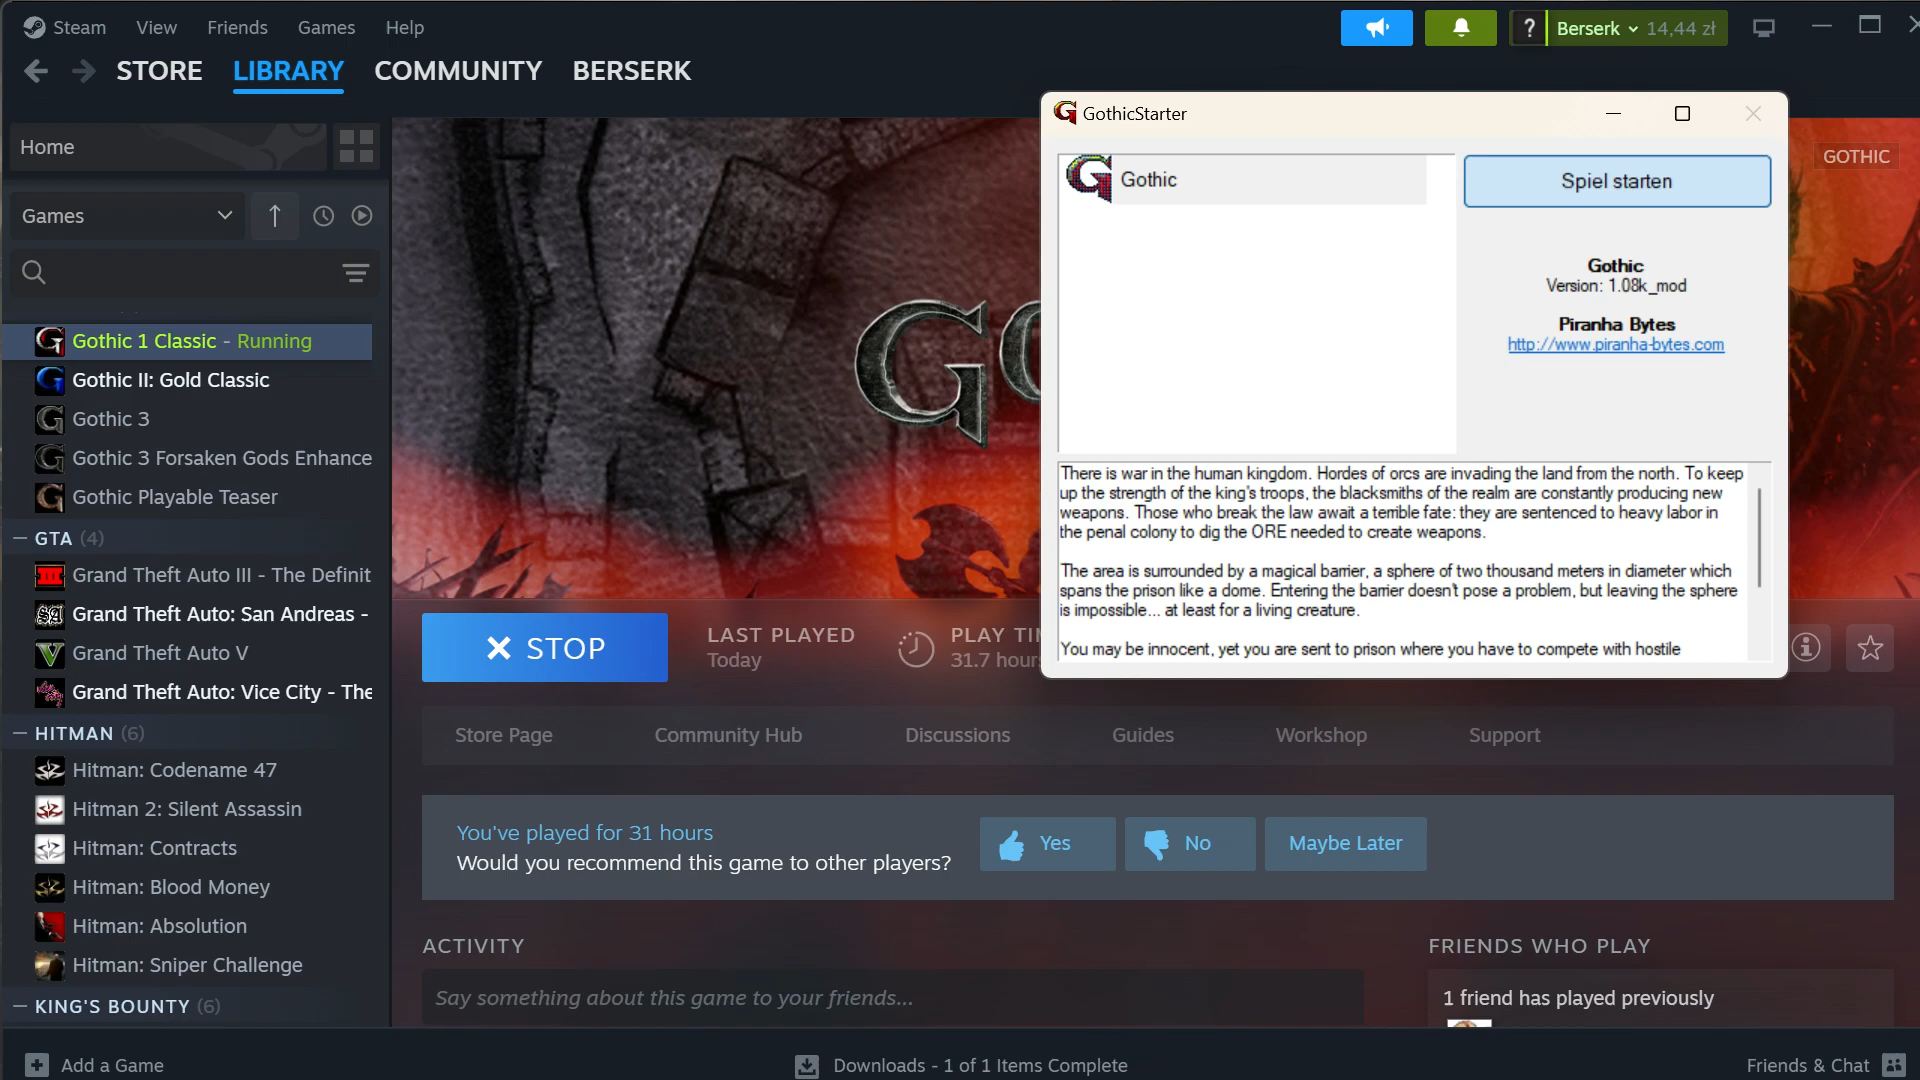 Steam View Friends Games Help
? Berserk 14,44 zł
STORE LIBRARY COMMUNITY BERSERK
Home
Games
Gothic 1 Classic - Running
Gothic II: Gold Classic
Gothic 3
Gothic 3 Forsaken Gods Enhance
Gothic Playable Teaser
— GTA (4)
Grand Theft Auto III - The Definit
Grand Theft Auto: San Andreas -
Grand Theft Auto V
Grand Theft Auto: Vice City - The
— HITMAN (6)
Hitman: Codename 47
Hitman 2: Silent Assassin
Hitman: Contracts
Hitman: Blood Money
Hitman: Absolution
Hitman: Sniper Challenge
— KING'S BOUNTY (6)
GOTHIC
GothicStarter
Gothic
Spiel starten
Gothic
Version: 1.08k_mod
Piranha Bytes
http://www.piranha-bytes.com
There is war in the human kingdom. Hordes of orcs are invading the land from the north. To keep
up the strength of the king's troops, the blacksmiths of the realm are constantly producing new
weapons. Those who break the law await a terrible fate: they are sentenced to heavy labor in
the penal colony to dig the ORE needed to create weapons.
The area is surrounded by a magical barrier, a sphere of two thousand meters in diameter which
spans the prison like a dome. Entering the barrier doesn't pose a problem, but leaving the sphere
is impossible... at least for a living creature.
You may be innocent, yet you are sent to prison where you have to compete with hostile
STOP
LAST PLAYED
Today
PLAY TI
31.7 hour
Store Page Community Hub Discussions Guides Workshop Support
You've played for 31 hours
Would you recommend this game to other players?
Yes No Maybe Later
ACTIVITY
Say something about this game to your friends...
FRIENDS WHO PLAY
1 friend has played previously
Add a Game
Downloads - 1 of 1 Items Complete
Friends & Chat